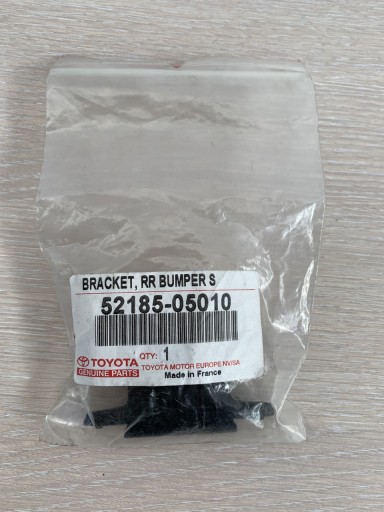 BRACKET, RR BUMPER S
52185-05010
TOYOTA
GENUINE PARTS
QTY: 1
TOYOTA MOTOR EUROPE NV/SA
Made in France